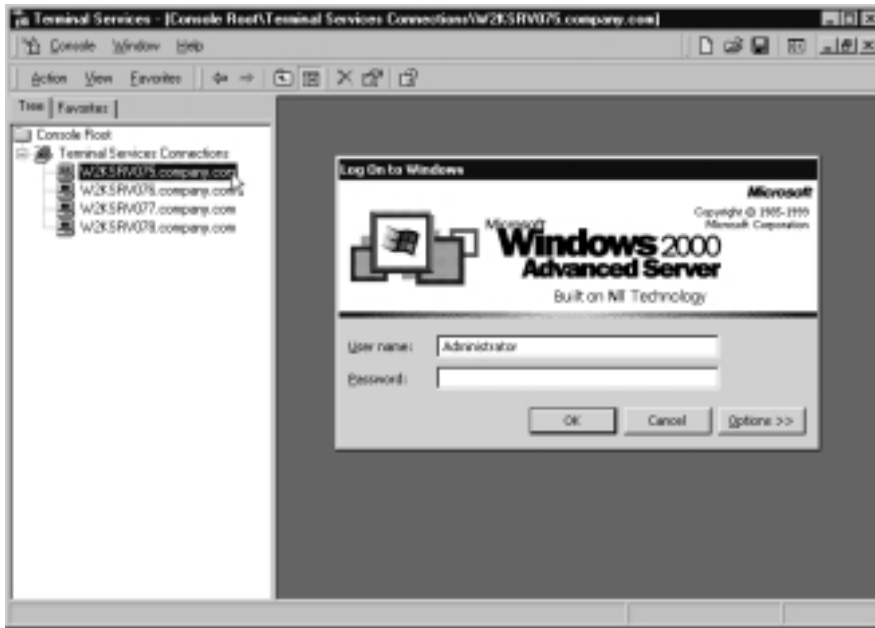 Terminal Services - [Console Root\Terminal Services Connections\W2KSRV075.company.com]
Console Window Help
Action View Favorites
Tree Favorites
Console Root
Terminal Services Connections
W2KSRV075.company.com
W2KSRV076.company.com
W2KSRV077.company.com
W2KSRV078.company.com
Log On to Windows
Microsoft
Copyright © 1985-1999
Microsoft Corporation
Microsoft
Windows 2000
Advanced Server
Built on NT Technology
User name: Administrator
Password:
OK Cancel Options >>